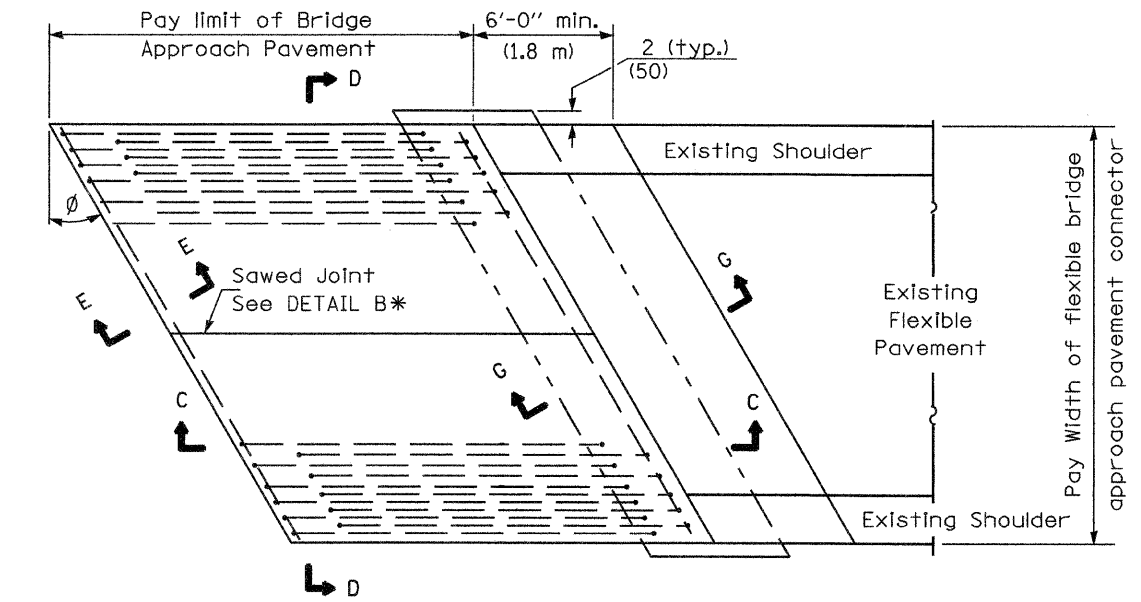 Pay limit of Bridge
Approach Pavement
6'-0" min.
(1.8 m)
2 (typ.)
(50)
D
Existing Shoulder
Ø
E
Sawed Joint
See DETAIL B*
E
G
Existing
Flexible
Pavement
Pay Width of flexible bridge
approach pavement connector
G
C
C
Existing Shoulder
D